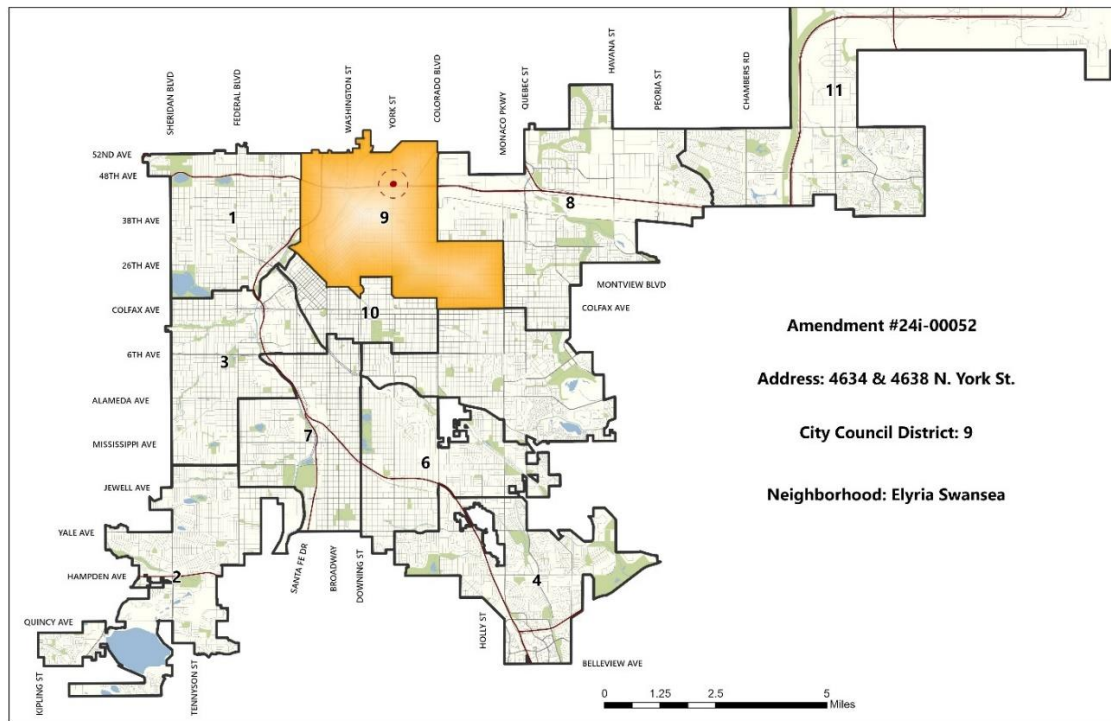 SHERIDAN BLVD
FEDERAL BLVD
WASHINGTON ST
YORK ST
COLORADO BLVD
MONACO PKWY
QUEBEC ST
HAVANA ST
PEORIA ST
CHAMBERS RD
11
52ND AVE
48TH AVE
1
9
8
38TH AVE
26TH AVE
MONTVIEW BLVD
COLFAX AVE
10
COLFAX AVE
Amendment #24i-00052
6TH AVE
3
Address: 4634 & 4638 N. York St.
ALAMEDA AVE
7
City Council District: 9
MISSISSIPPI AVE
6
JEWELL AVE
Neighborhood: Elyria Swansea
YALE AVE
SANTA FE DR
BROADWAY
DOWNING ST
HAMPDEN AVE
2
4
QUINCY AVE
HOLLY ST
KIPLING ST
TENNYSON ST
BELLEVIEW AVE
0 1.25 2.5 5
Miles